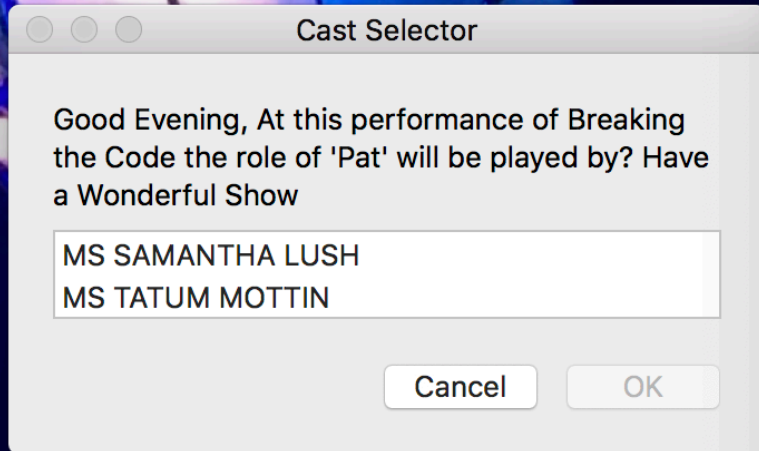 Cast Selector
Good Evening, At this performance of Breaking
the Code the role of 'Pat' will be played by? Have
a Wonderful Show
MS SAMANTHA LUSH
MS TATUM MOTTIN
Cancel OK